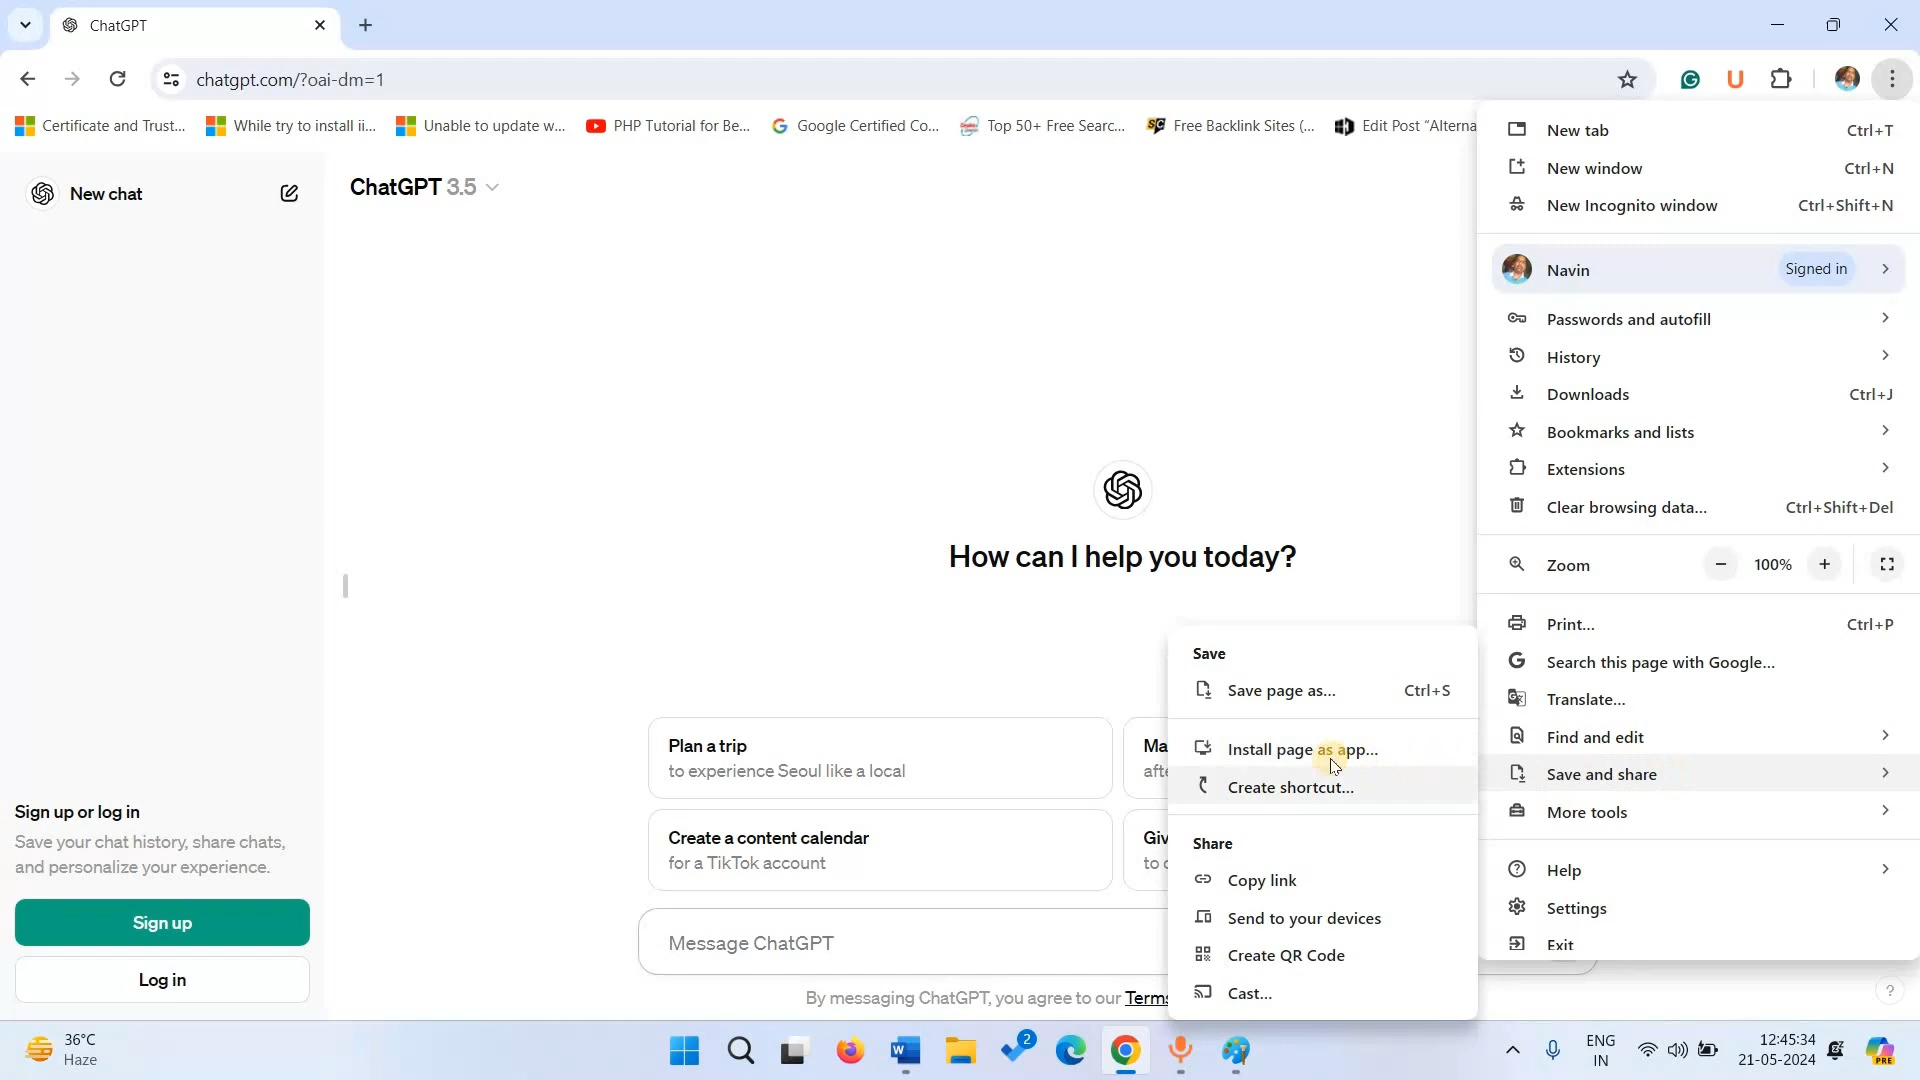 ChatGPT
chatgpt.com/?oai-dm=1
Certificate and Trust...
While try to install ii...
Unable to update w...
PHP Tutorial for Be...
Google Certified Co...
Top 50+ Free Searc...
Free Backlink Sites (...
Edit Post “Alterna
New chat
ChatGPT 3.5
How can I help you today?
Plan a trip
to experience Seoul like a local
Ma
afte
Create a content calendar
for a TikTok account
Giv
to c
Message ChatGPT
By messaging ChatGPT, you agree to our Terms
Sign up or log in
Save your chat history, share chats,
and personalize your experience.
Sign up
Log in
New tab Ctrl+T
New window Ctrl+N
New Incognito window Ctrl+Shift+N
Navin Signed in
Passwords and autofill
History
Downloads Ctrl+J
Bookmarks and lists
Extensions
Clear browsing data... Ctrl+Shift+Del
Zoom − 100% +
Print... Ctrl+P
Search this page with Google...
Translate...
Find and edit
Save and share
More tools
Help
Settings
Exit
Save
Save page as... Ctrl+S
Install page as app...
Create shortcut...
Share
Copy link
Send to your devices
Create QR Code
Cast...
?
36°C
Haze
2
ENG
IN
12:45:34
21-05-2024
PRE